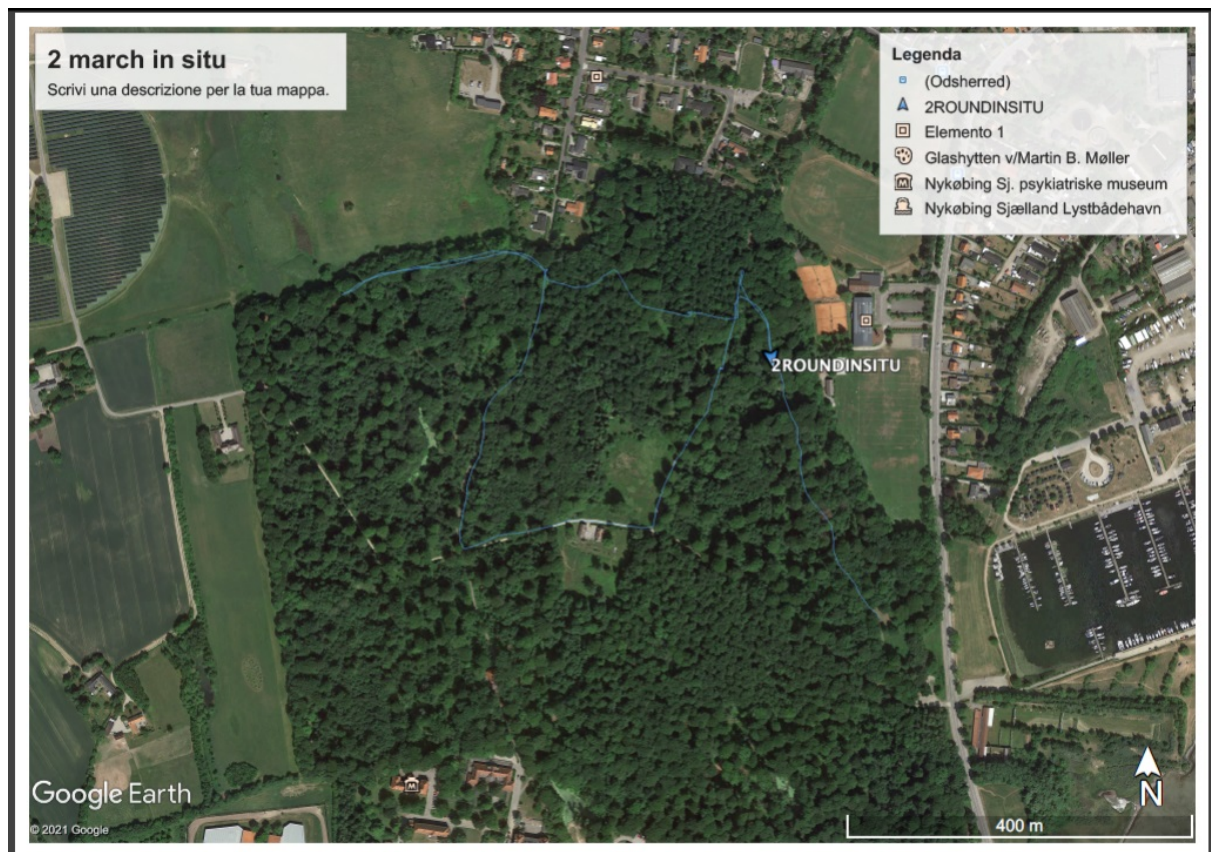 2 march in situ
Scrivi una descrizione per la tua mappa.
Legenda
(Odsherred)
2ROUNDINSITU
Elemento 1
Glashytten v/Martin B. Møller
Nykøbing Sj. psykiatriske museum
Nykøbing Sjælland Lystbådehavn
2ROUNDINSITU
M
Google Earth
© 2021 Google
N
400 m